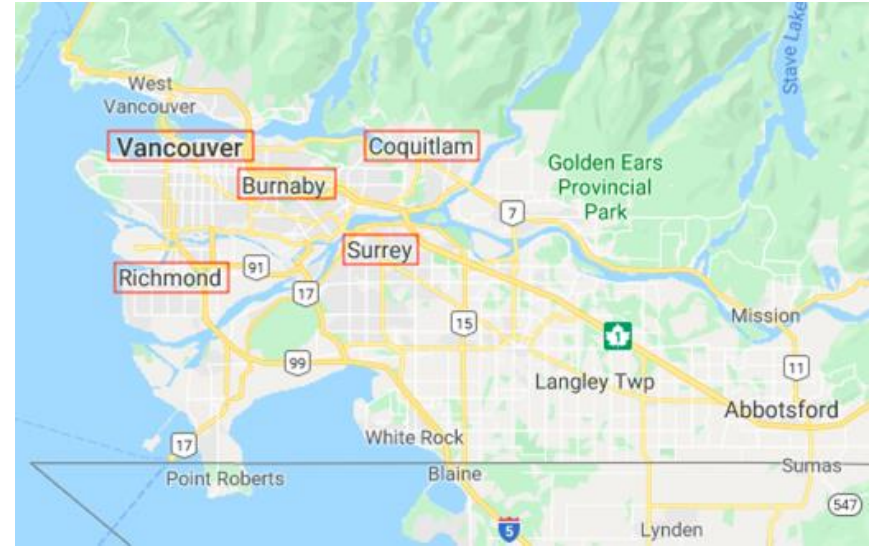 Stave Lake
West
Vancouver
Vancouver
Coquitlam
Burnaby
Golden Ears
Provincial
Park
7
Surrey
Richmond
91
17
15
Mission
1
99
11
Langley Twp
Abbotsford
White Rock
17
Point Roberts
Blaine
Sumas
547
5
Lynden